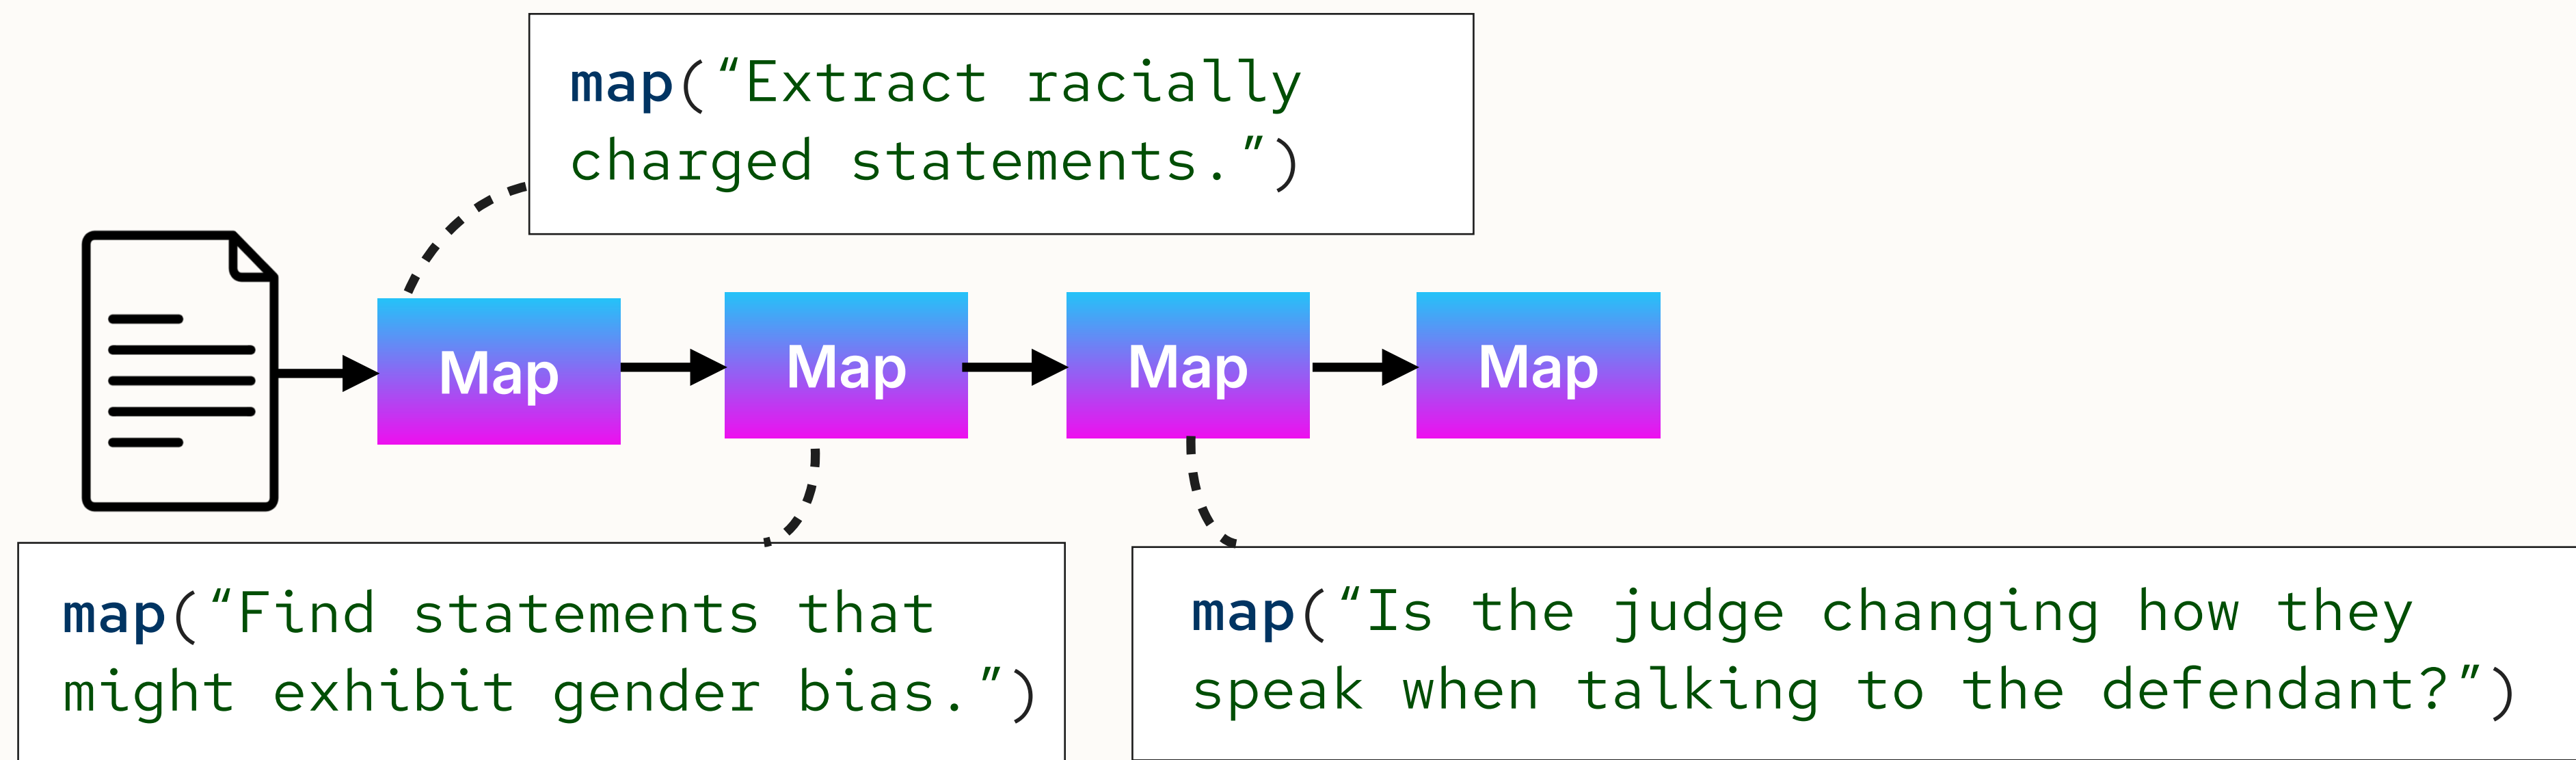 map(“Extract racially
charged statements.”)
Map
Map
Map
Map
map(“Find statements that
might exhibit gender bias.”)
map(“Is the judge changing how they
speak when talking to the defendant?”)